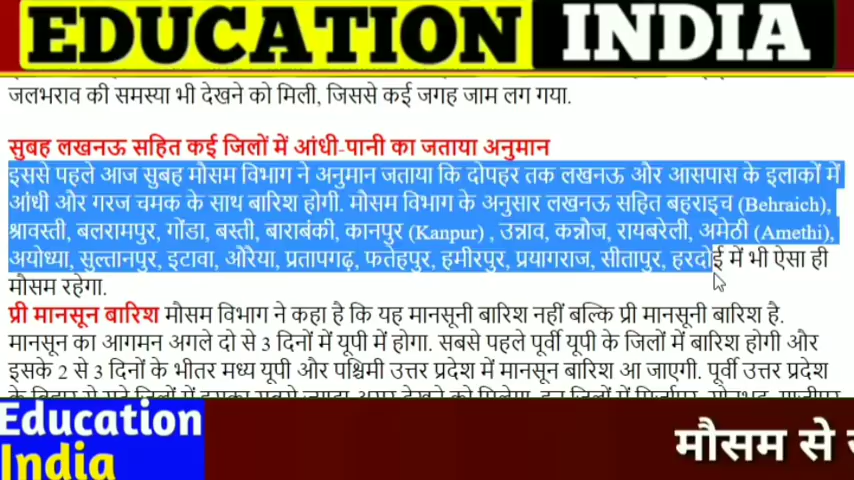 EDUCATION INDIA
जलभराव की समस्या भी देखने को मिली, जिससे कई जगह जाम लग गया.
सुबह लखनऊ सहित कई जिलों में आंधी-पानी का जताया अनुमान
इससे पहले आज सुबह मौसम विभाग ने अनुमान जताया कि दोपहर तक लखनऊ और आसपास के इलाकों में
आंधी और गरज चमक के साथ बारिश होगी. मौसम विभाग के अनुसार लखनऊ सहित बहराइच (Behraich),
श्रावस्ती, बलरामपुर, गोंडा, बस्ती, बाराबंकी, कानपुर (Kanpur) , उन्नाव, कन्नौज, रायबरेली, अमेठी (Amethi),
अयोध्या, सुल्तानपुर, इटावा, औरैया, प्रतापगढ़, फतेहपुर, हमीरपुर, प्रयागराज, सीतापुर, हरदोई में भी ऐसा ही
मौसम रहेगा.
प्री मानसून बारिश मौसम विभाग ने कहा है कि यह मानसूनी बारिश नहीं बल्कि प्री मानसूनी बारिश है.
मानसून का आगमन अगले दो से 3 दिनों में यूपी में होगा. सबसे पहले पूर्वी यूपी के जिलों में बारिश होगी और
इसके 2 से 3 दिनों के भीतर मध्य यूपी और पश्चिमी उत्तर प्रदेश में मानसून बारिश आ जाएगी. पूर्वी उत्तर प्रदेश
Education
India
मौसम से